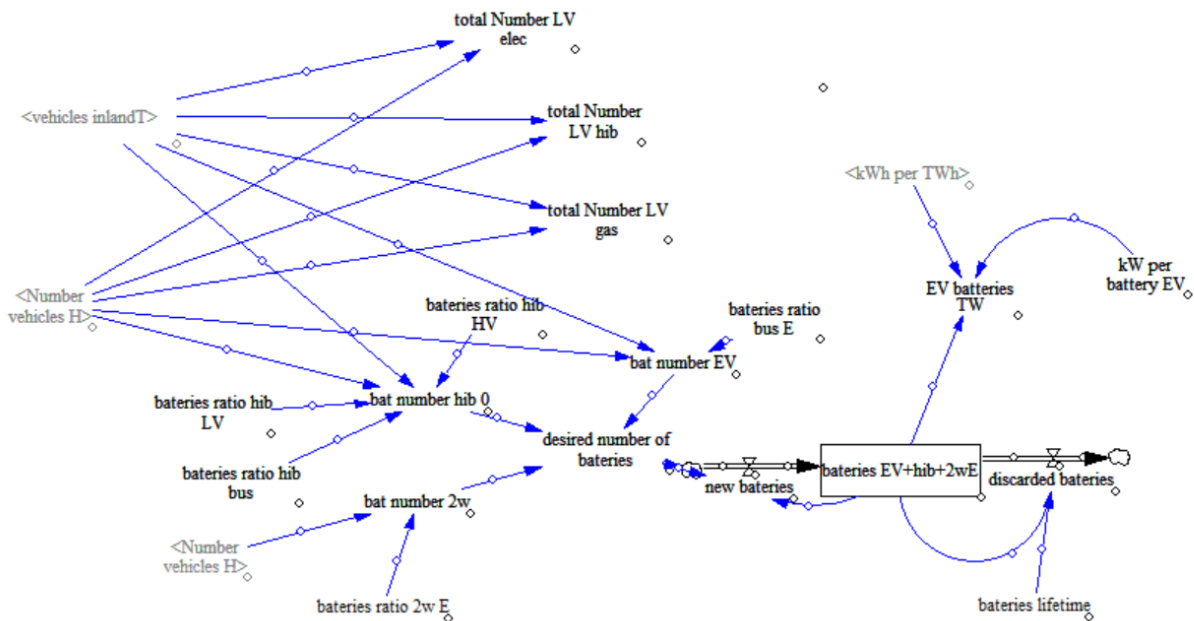 total Number LV
elec
<vehicles inlandT>
total Number
LV hib
<kWh per TWh>
total Number LV
gas
kW per
battery EV
EV batteries
TW
<Number
vehicles H>
bateries ratio hib
HV
bateries ratio
bus E
bat number EV
bateries ratio hib
LV
bat number hib 0
desired number of
bateries
bateries ratio hib
bus
bateries EV+hib+2wE
new bateries
discarded bateries
bat number 2w
<Number
vehicles H>
bateries ratio 2w E
bateries lifetime